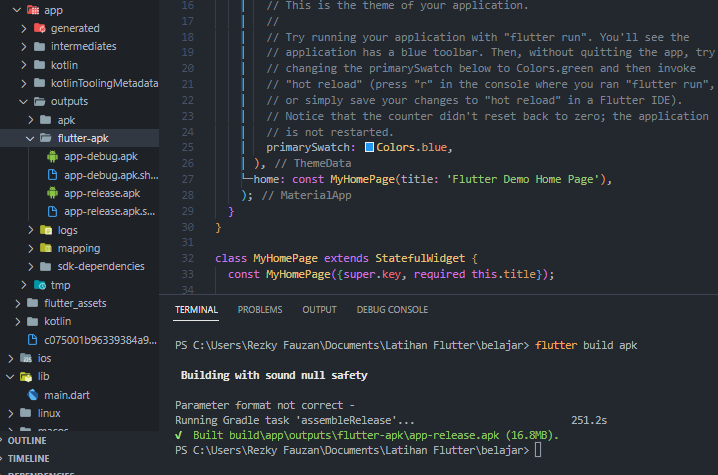 app
generated
intermediates
kotlin
kotlinToolingMetadata
outputs
apk
flutter-apk
app-debug.apk
app-debug.apk.sh...
app-release.apk
app-release.apk.s...
logs
mapping
sdk-dependencies
tmp
flutter_assets
kotlin
c075001b96339384a9...
ios
lib
main.dart
linux
macos
OUTLINE
TIMELINE
DEPENDENCIES
16 // This is the theme of your application.
17 //
18 // Try running your application with "flutter run". You'll see the
19 // application has a blue toolbar. Then, without quitting the app, try
20 // changing the primarySwatch below to Colors.green and then invoke
21 // "hot reload" (press "r" in the console where you ran "flutter run",
22 // or simply save your changes to "hot reload" in a Flutter IDE).
23 // Notice that the counter didn't reset back to zero; the application
24 // is not restarted.
25 primarySwatch: Colors.blue,
26 ), // ThemeData
27 home: const MyHomePage(title: 'Flutter Demo Home Page'),
28 ); // MaterialApp
29 }
30 }
31
32 class MyHomePage extends StatefulWidget {
33 const MyHomePage({super.key, required this.title});
34
TERMINAL PROBLEMS OUTPUT DEBUG CONSOLE
PS C:\Users\Rezky Fauzan\Documents\Latihan Flutter\belajar> flutter build apk
Building with sound null safety
Parameter format not correct -
Running Gradle task 'assembleRelease'... 251.2s
√ Built build\app\outputs\flutter-apk\app-release.apk (16.8MB).
PS C:\Users\Rezky Fauzan\Documents\Latihan Flutter\belajar>